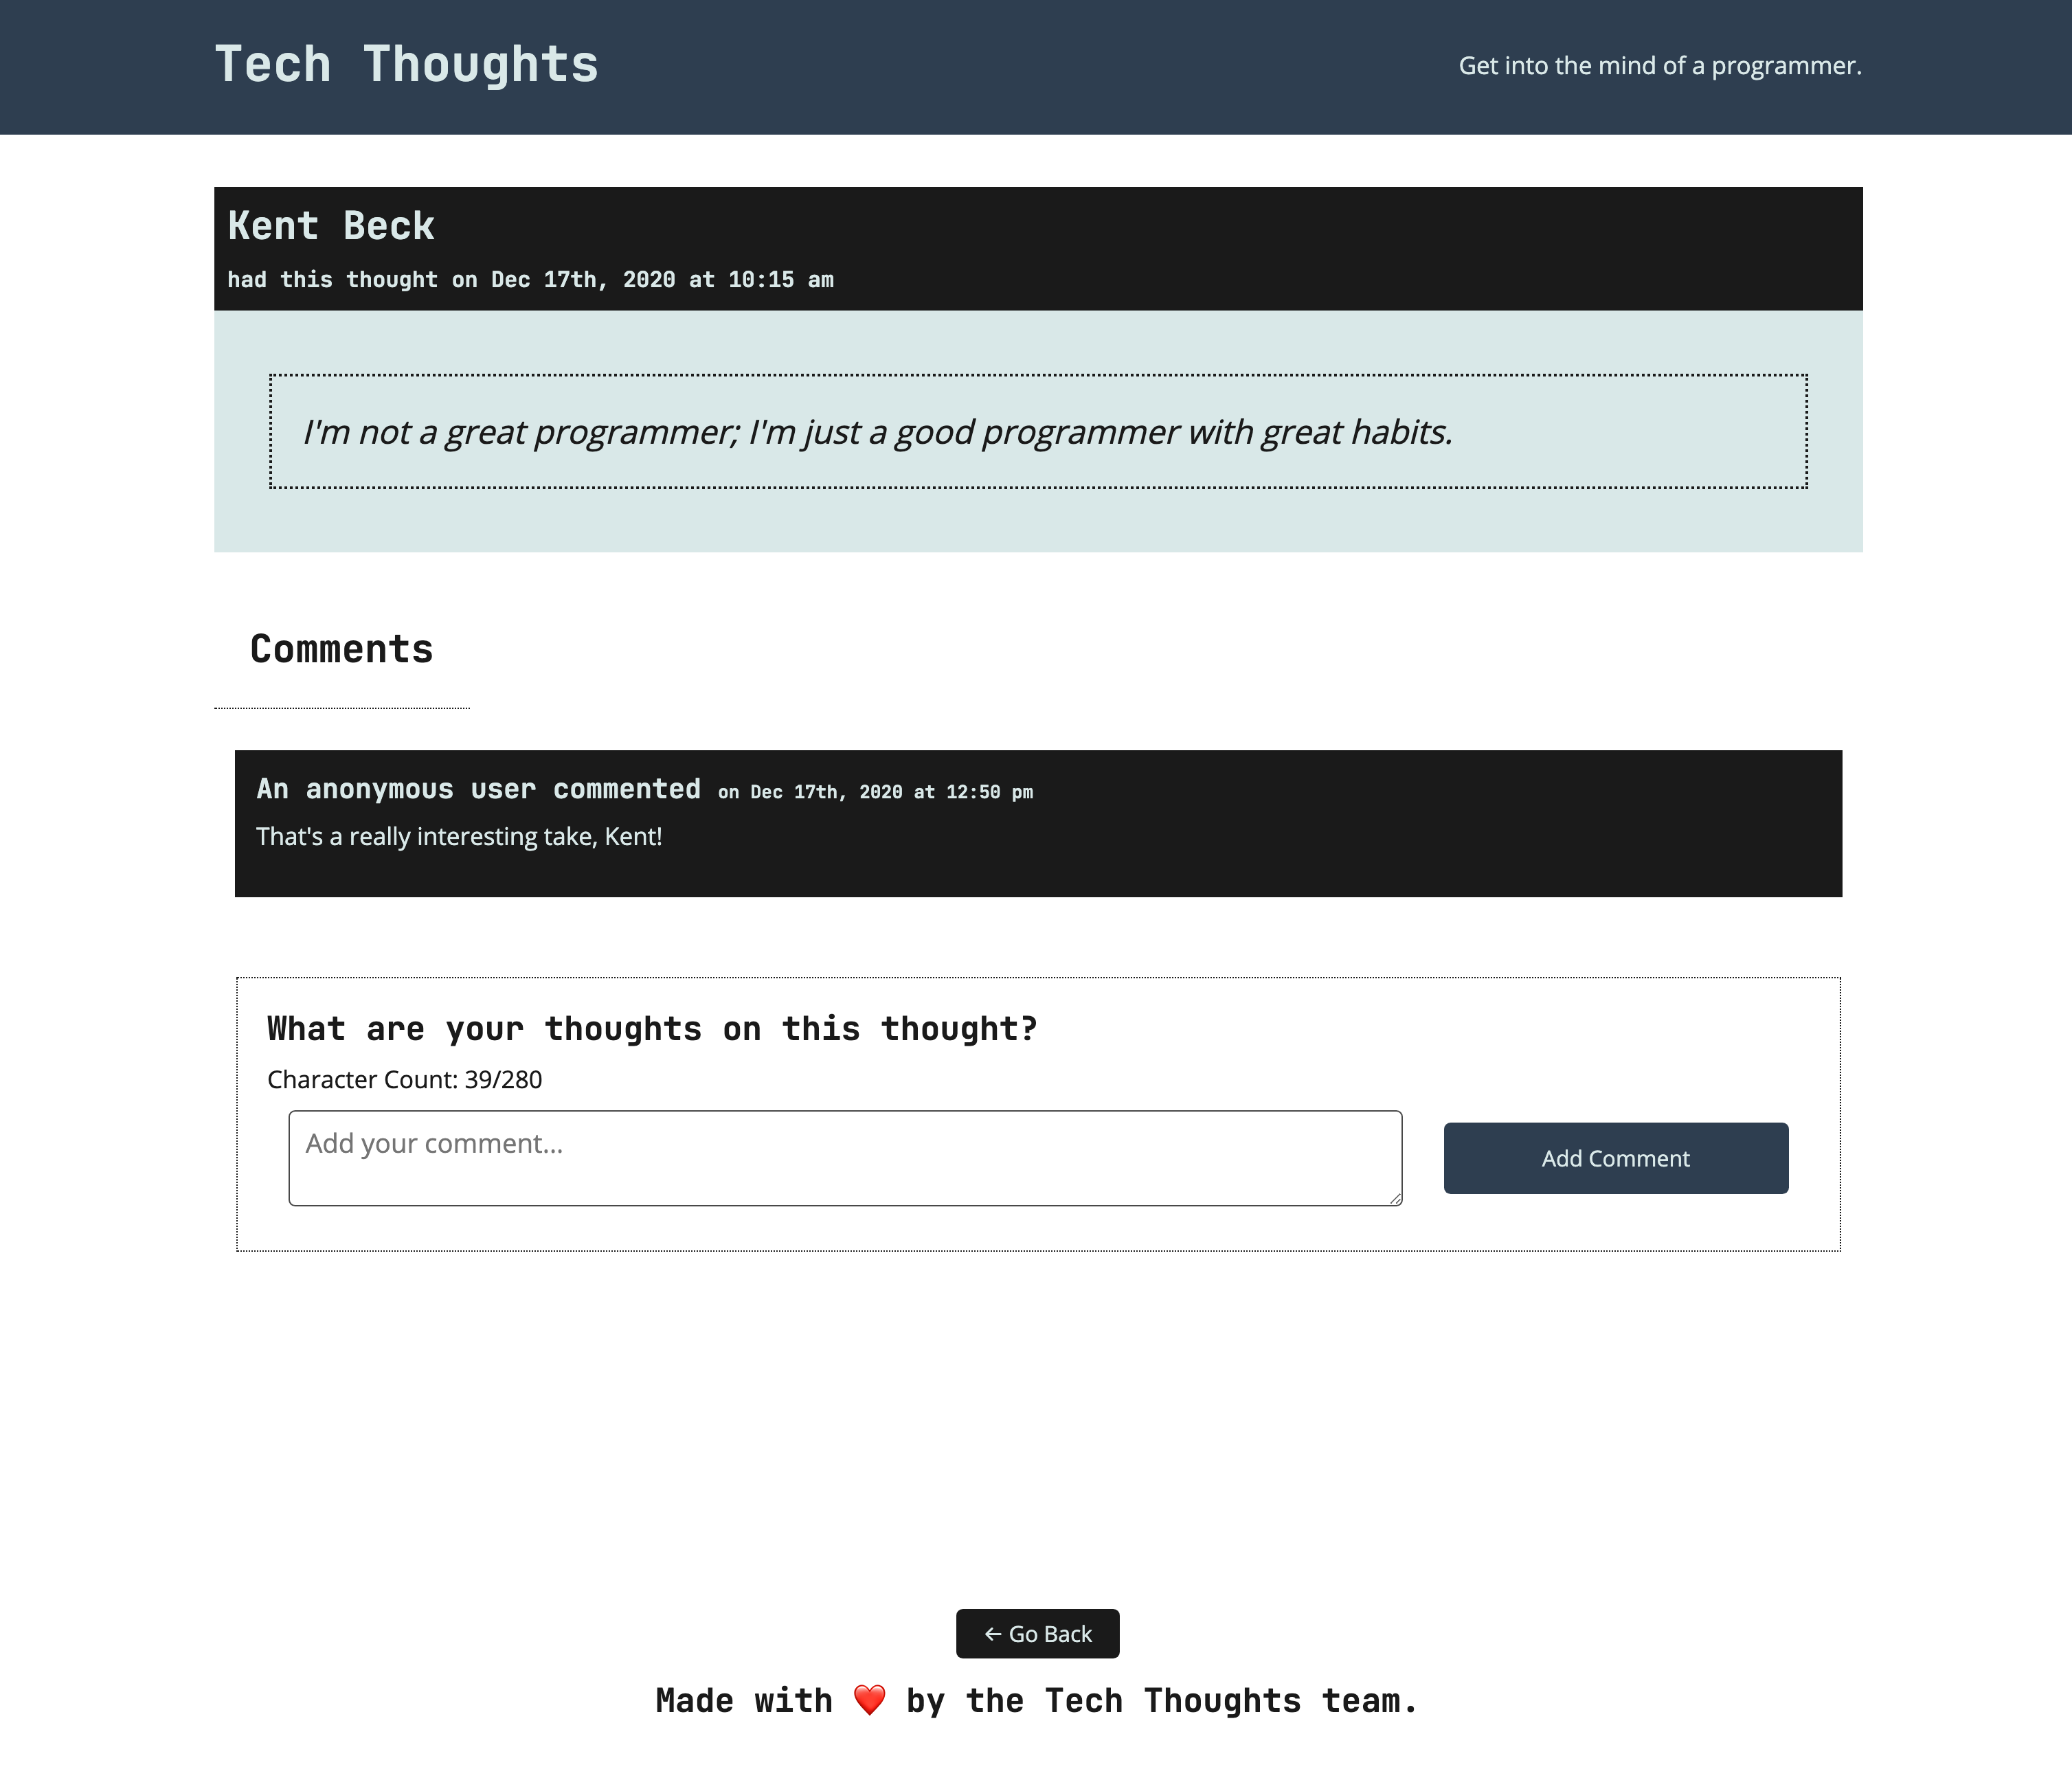 Tech Thoughts
Get into the mind of a programmer.
Kent Beck
had this thought on Dec 17th, 2020 at 10:15 am
I'm not a great programmer; I'm just a good programmer with great habits.
Comments
An anonymous user commented on Dec 17th, 2020 at 12:50 pm
That's a really interesting take, Kent!
What are your thoughts on this thought?
Character Count: 39/280
Add your comment...
Add Comment
← Go Back
Made with ❤️ by the Tech Thoughts team.